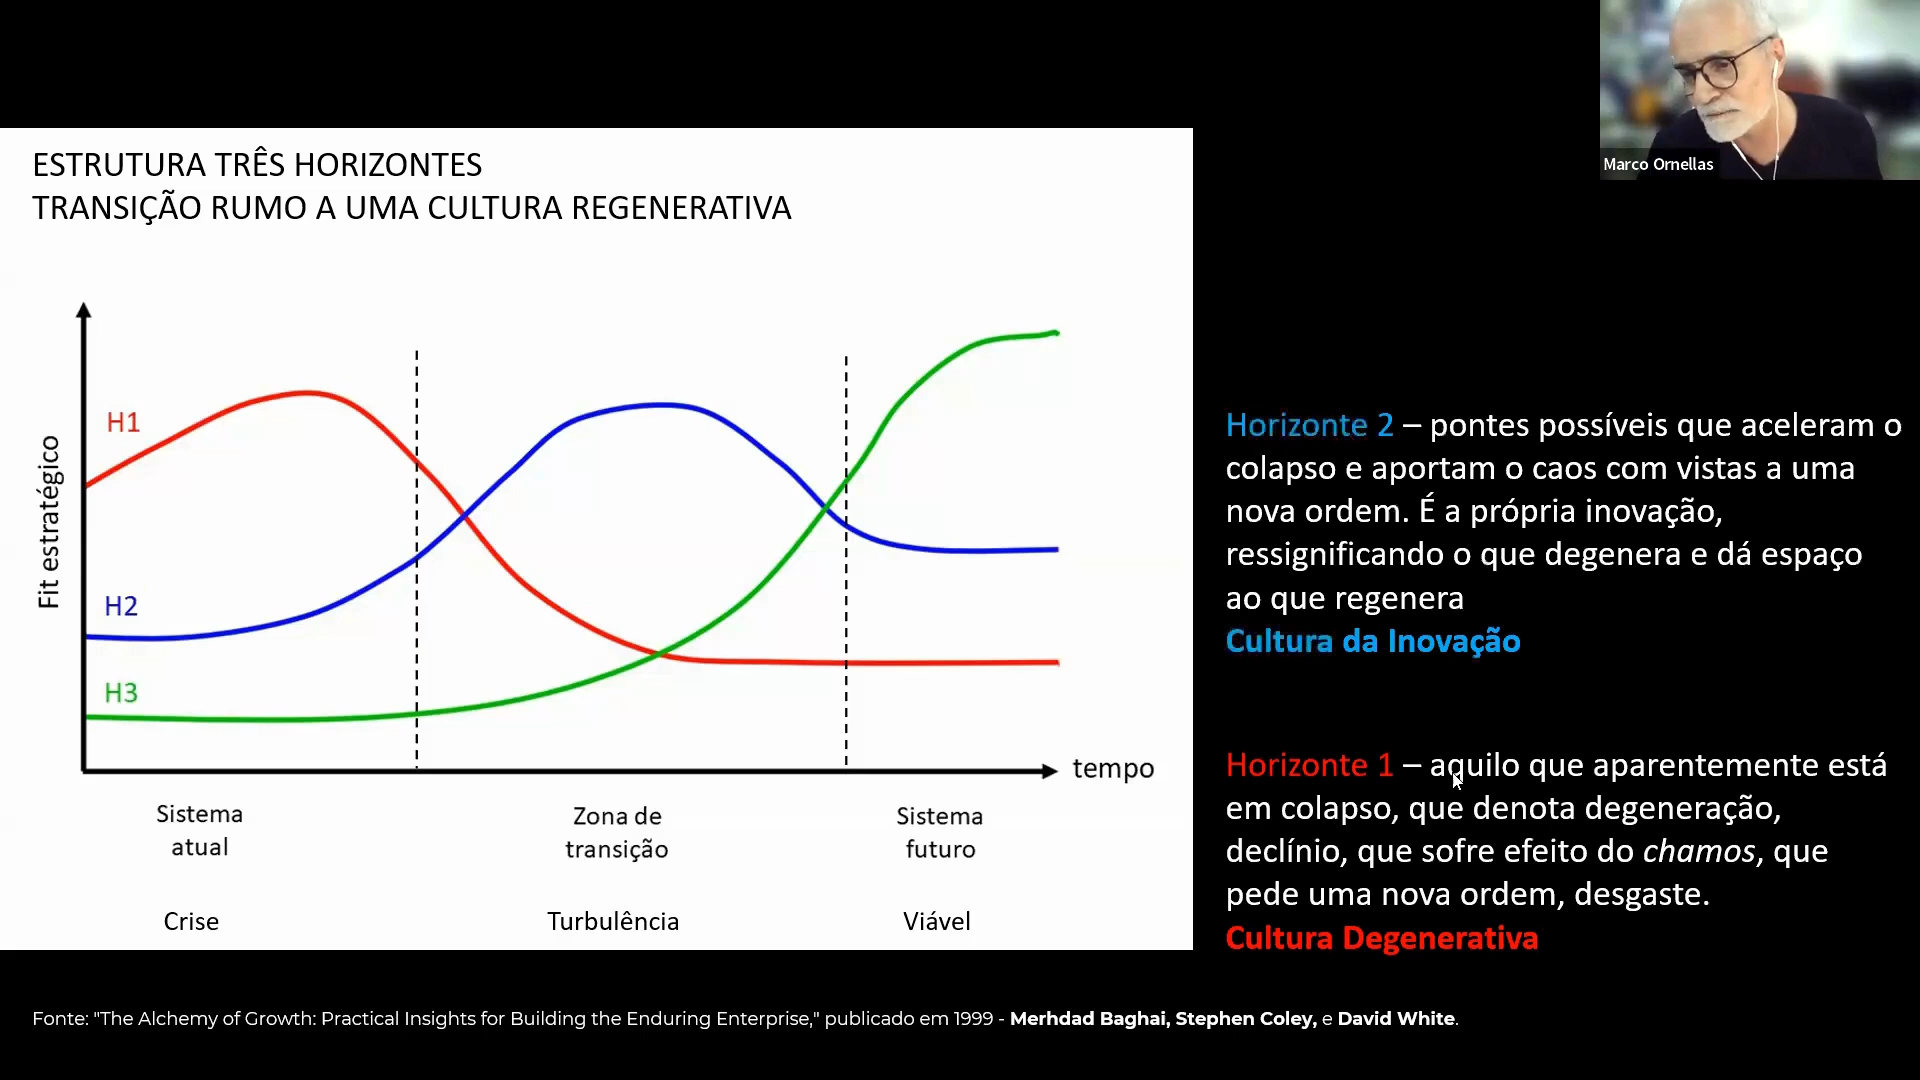 Marco Ornellas
ESTRUTURA TRÊS HORIZONTES
TRANSIÇÃO RUMO A UMA CULTURA REGENERATIVA
Fit estratégico
H1
H2
H3
tempo
Sistema
atual
Zona de
transição
Sistema
futuro
Crise
Turbulência
Viável
Horizonte 2 – pontes possíveis que aceleram o
colapso e aportam o caos com vistas a uma
nova ordem. É a própria inovação,
ressignificando o que degenera e dá espaço
ao que regenera
Cultura da Inovação
Horizonte 1 – aquilo que aparentemente está
em colapso, que denota degeneração,
declínio, que sofre efeito do chamos, que
pede uma nova ordem, desgaste.
Cultura Degenerativa
Fonte: "The Alchemy of Growth: Practical Insights for Building the Enduring Enterprise," publicado em 1999 - Merhdad Baghai, Stephen Coley, e David White.